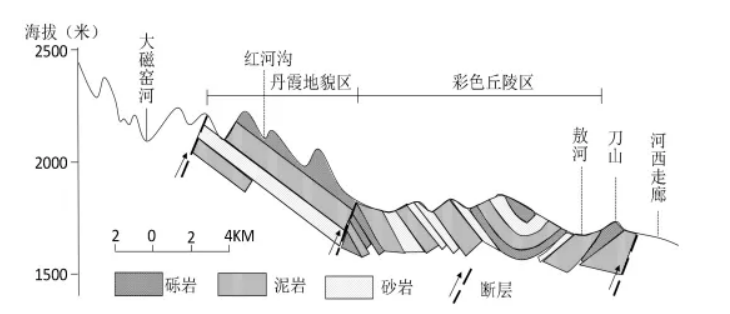 海拔（米）
2500
大磁窑河
红河沟
丹霞地貌区
彩色丘陵区
敖河
刀山
河西走廊
2000
2 0 2 4KM
1500
砾岩
泥岩
砂岩
断层